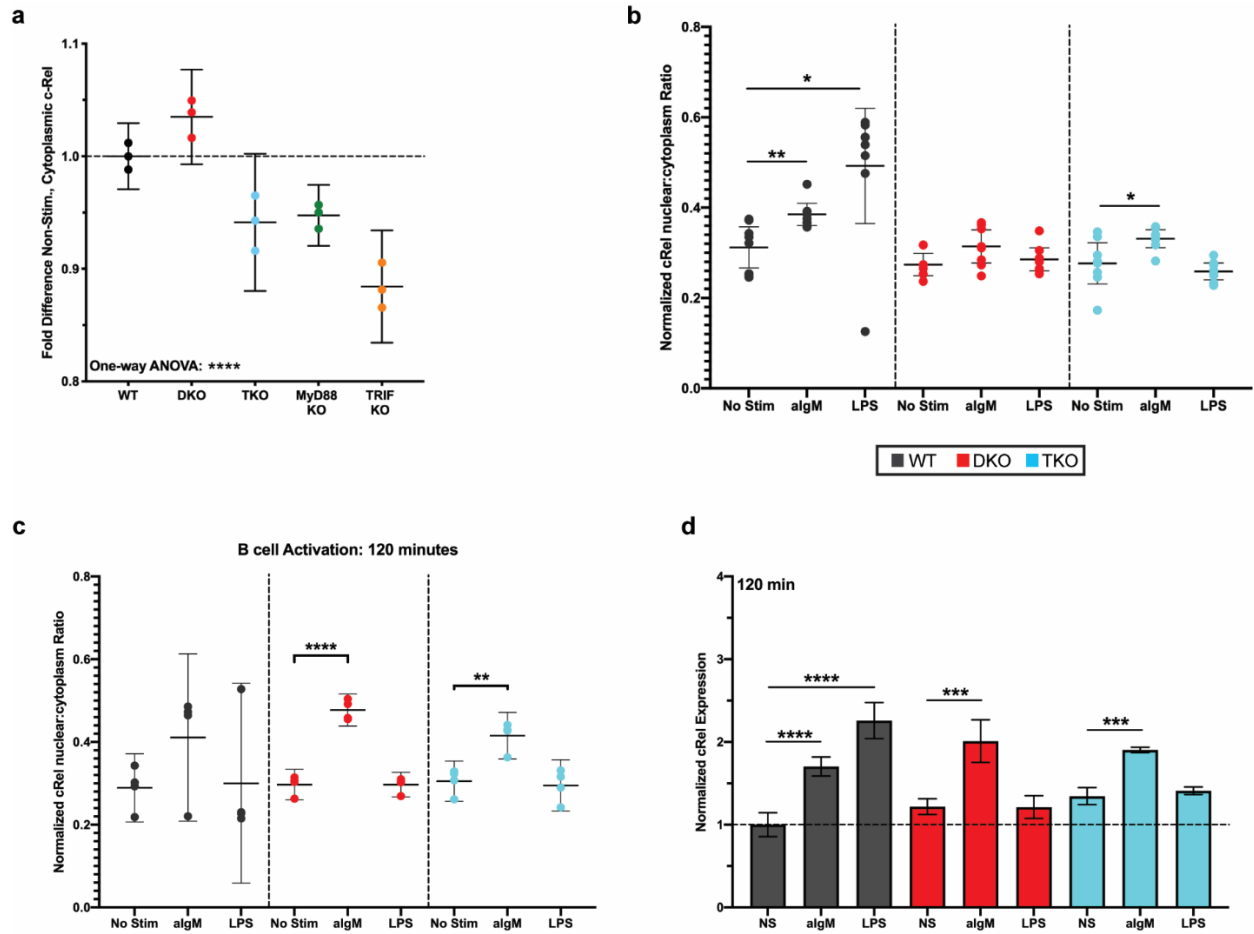 a
Fold Difference Non-Stim., Cytoplasmic c-Rel
1.1
1.0
0.9
0.8
One-way ANOVA: ****
WT DKO TKO MyD88 KO TRIF KO
b
Normalized cRel nuclear:cytoplasm Ratio
0.8
0.6
0.4
0.2
0.0
*
**
*
No Stim aIgM LPS No Stim aIgM LPS No Stim aIgM LPS
WT DKO TKO
c
B cell Activation: 120 minutes
Normalized cRel nuclear:cytoplasm Ratio
0.8
0.6
0.4
0.2
0.0
****
**
No Stim aIgM LPS No Stim aIgM LPS No Stim aIgM LPS
d
120 min
Normalized cRel Expression
4
3
2
1
0
****
****
***
***
NS aIgM LPS NS aIgM LPS NS aIgM LPS